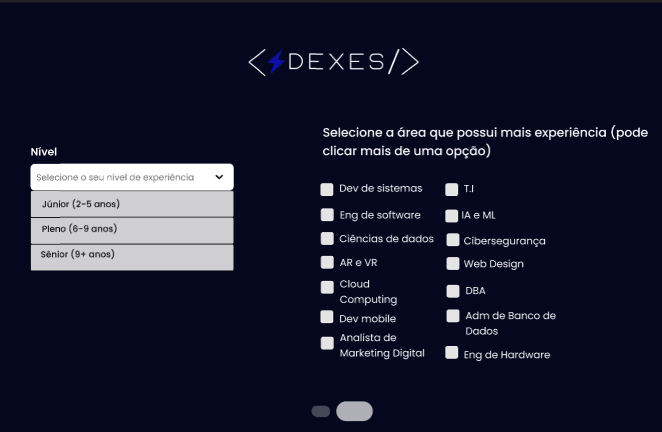 <DEXES/>
Nível
Selecione o seu nível de experiência
Júnior (2-5 anos)
Pleno (6-9 anos)
Sênior (9+ anos)
Selecione a área que possui mais experiência (pode
clicar mais de uma opção)
Dev de sistemas
Eng de software
Ciências de dados
AR e VR
Cloud
Computing
Dev mobile
Analista de
Marketing Digital
T.I
IA e ML
Cibersegurança
Web Design
DBA
Adm de Banco de
Dados
Eng de Hardware